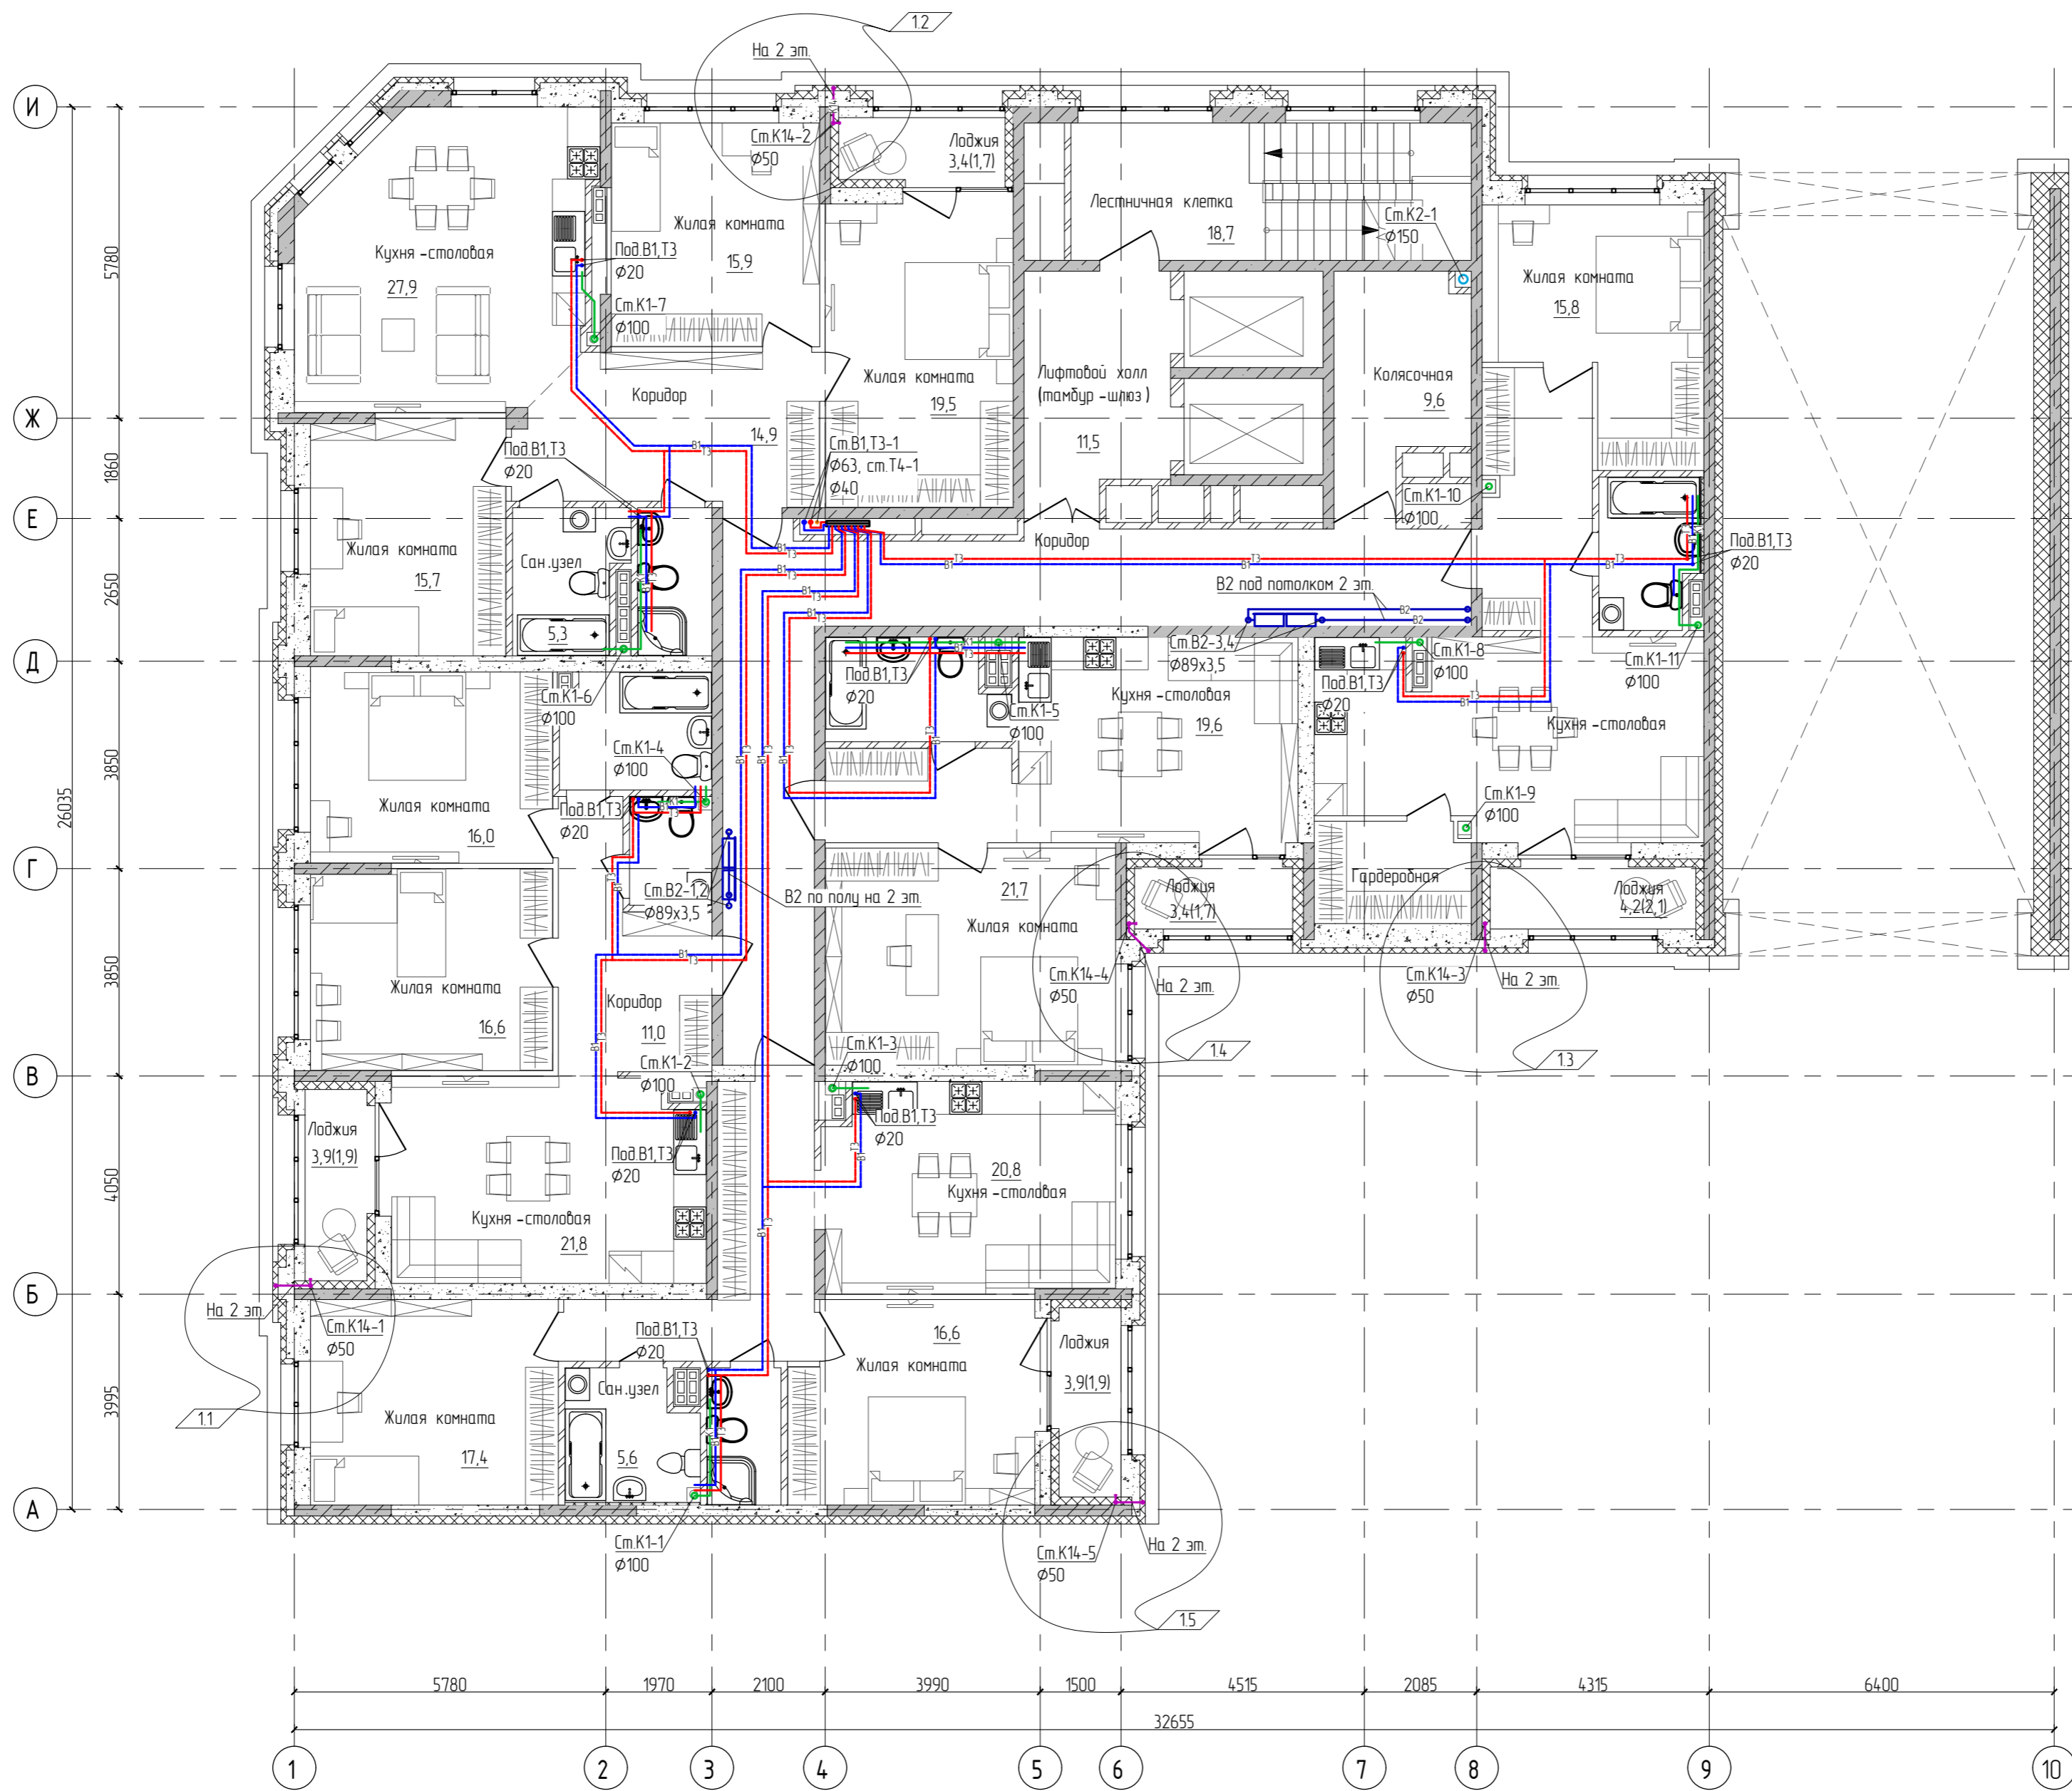 1.2
На 2 эт.
И
Ст.К14-2
Ø50
Лоджия
3,4(1,7)
Лестничная клетка
18,7
Ст.К2-1
Ø150
Жилая комната
15,9
Кухня-столовая
27,9
Под.В1,Т3
Ø20
Ст.К1-7
Ø100
Жилая комната
15,8
5780
Жилая комната
19,5
Лифтовой холл
(тамбур-шлюз)
11,5
Колясочная
9,6
Коридор
14,9
Ж
Под.В1,Т3
Ø20
Ст.В1,Т3-1
Ø63, ст.Т4-1
Ø40
В1
Т3
1860
Ст.К1-10
Ø100
Е
Жилая комната
15,7
Сан.узел
5,3
Коридор
Под.В1,Т3
Ø20
В1
Т3
Т3
В1
2650
В2 под потолком 2 эт.
В2
В2
Д
Ст.К1-6
Ø100
Под.В1,Т3
Ø20
Ст.В2-3,4
Ø89х3,5
Под.В1,Т3
Ø20
Ст.К1-8
Ø100
Ст.К1-11
Ø100
Кухня-столовая
19,6
Ст.К1-5
Ø100
Кухня-столовая
Т3
В1
3850
26035
Ст.К1-4
Ø100
Под.В1,Т3
Ø20
Жилая комната
16,0
Ст.К1-9
Ø100
Г
Ст.В2-1,2
Ø89х3,5
В2 по полу на 2 эт.
21,7
Жилая комната
Лоджия
3,4(1,7)
Гардеробная
Лоджия
4,2(2,1)
В1
Т3
3850
Жилая комната
16,6
Коридор
11,0
Ст.К14-4
Ø50
На 2 эт.
Ст.К14-3
Ø50
На 2 эт.
1.4
1.3
В
Ст.К1-2
Ø100
Ст.К1-3
Ø100
Под.В1,Т3
Ø20
Лоджия
3,9(1,9)
Под.В1,Т3
Ø20
4050
20,8
Кухня-столовая
Кухня-столовая
21,8
Б
На 2 эт.
Ст.К14-1
Ø50
Под.В1,Т3
Ø20
16,6
Жилая комната
Лоджия
3,9(1,9)
3995
1.1
Жилая комната
17,4
Сан.узел
5,6
А
Ст.К1-1
Ø100
Ст.К14-5
Ø50
На 2 эт.
1.5
5780
1970
2100
3990
1500
4515
2085
4315
6400
32655
1
2
3
4
5
6
7
8
9
10